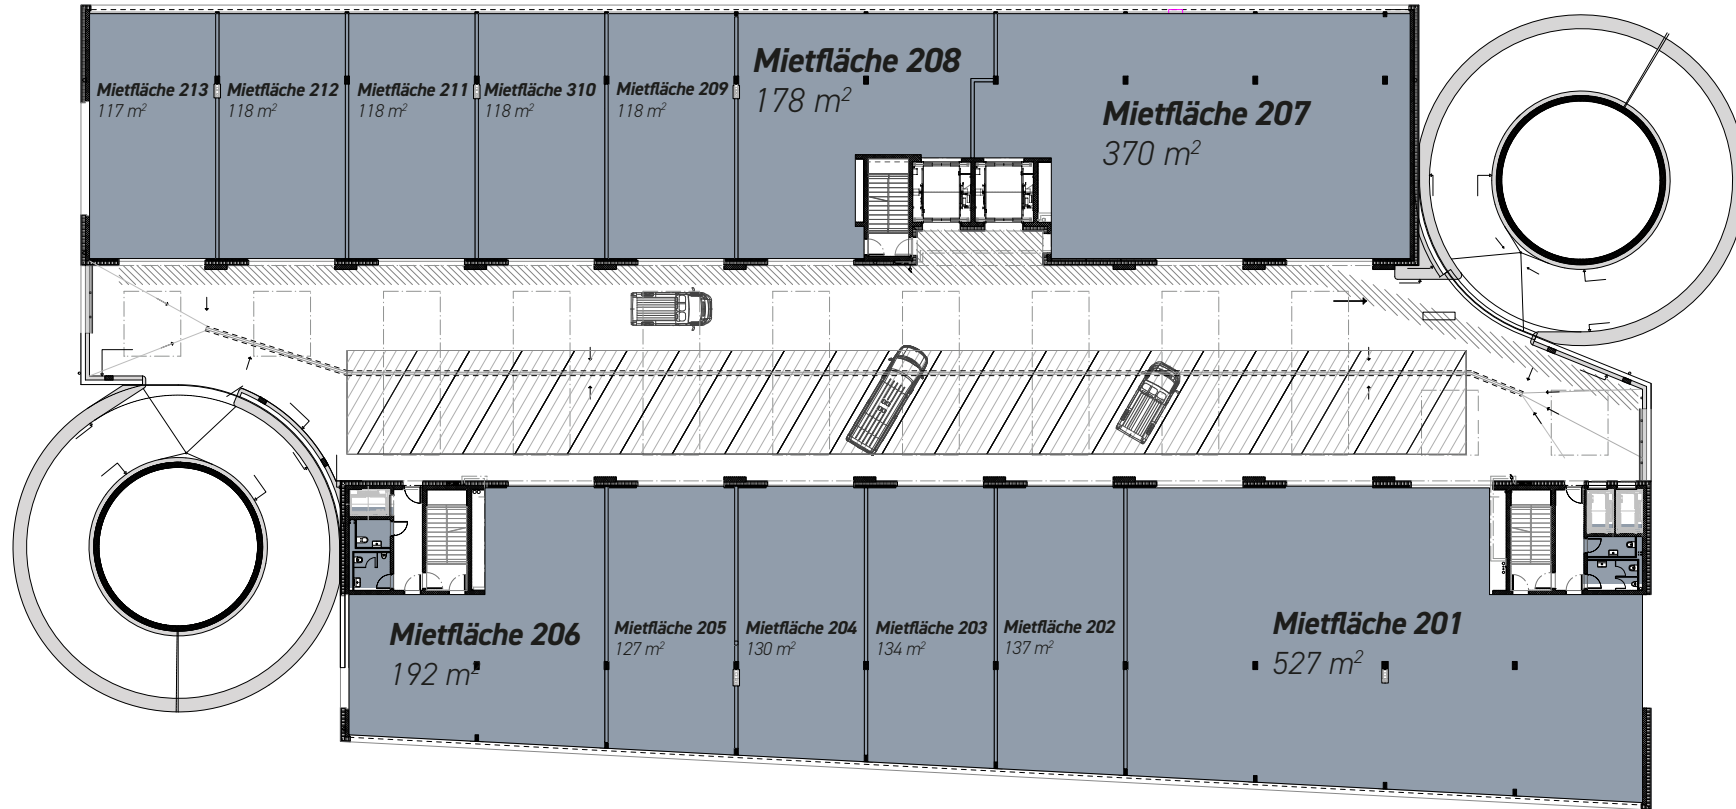 Mietfläche 213
117 m²
Mietfläche 212
118 m²
Mietfläche 211
118 m²
Mietfläche 310
118 m²
Mietfläche 209
118 m²
Mietfläche 208
178 m²
Mietfläche 207
370 m²
Mietfläche 206
192 m²
Mietfläche 205
127 m²
Mietfläche 204
130 m²
Mietfläche 203
134 m²
Mietfläche 202
137 m²
Mietfläche 201
527 m²